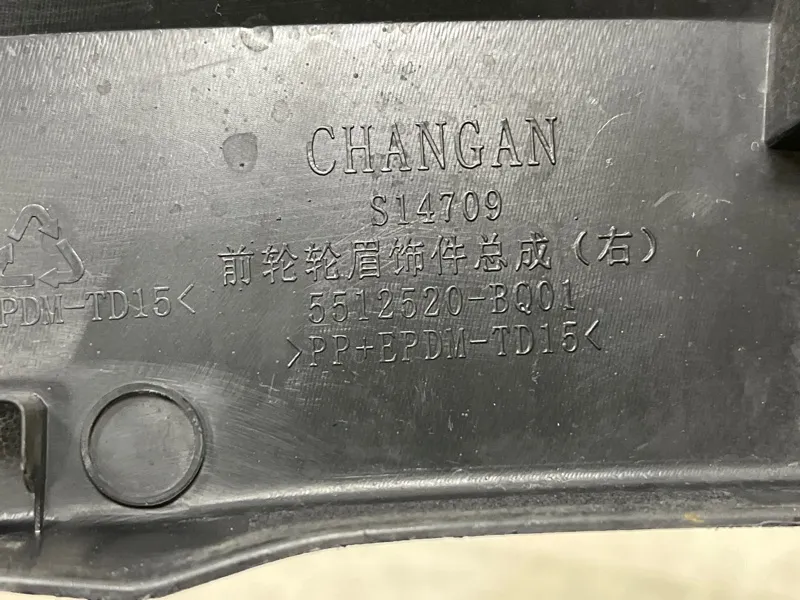 CHANGAN
S14709
前轮轮眉饰件总成（右）
5512520-BQ01
>PP+EPDM-TD15<
PDM-TD15<